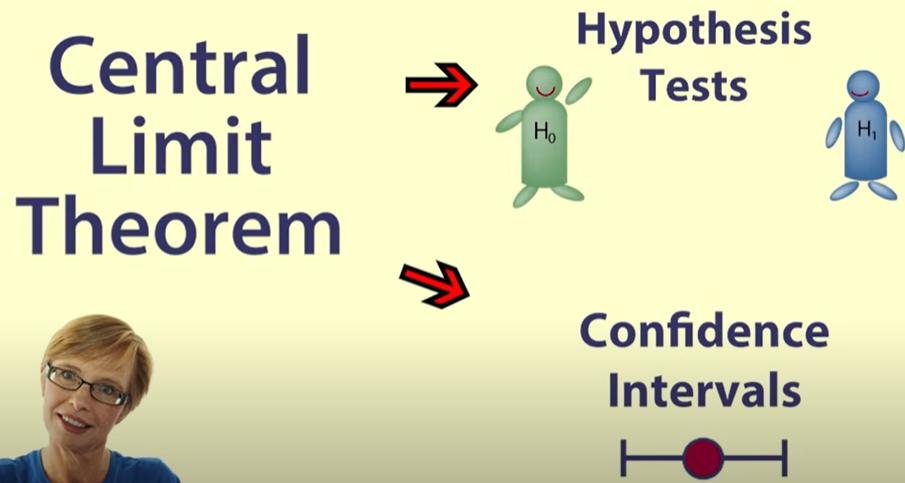 Central
Limit
Theorem
Hypothesis
Tests
H₀
H₁
Confidence
Intervals